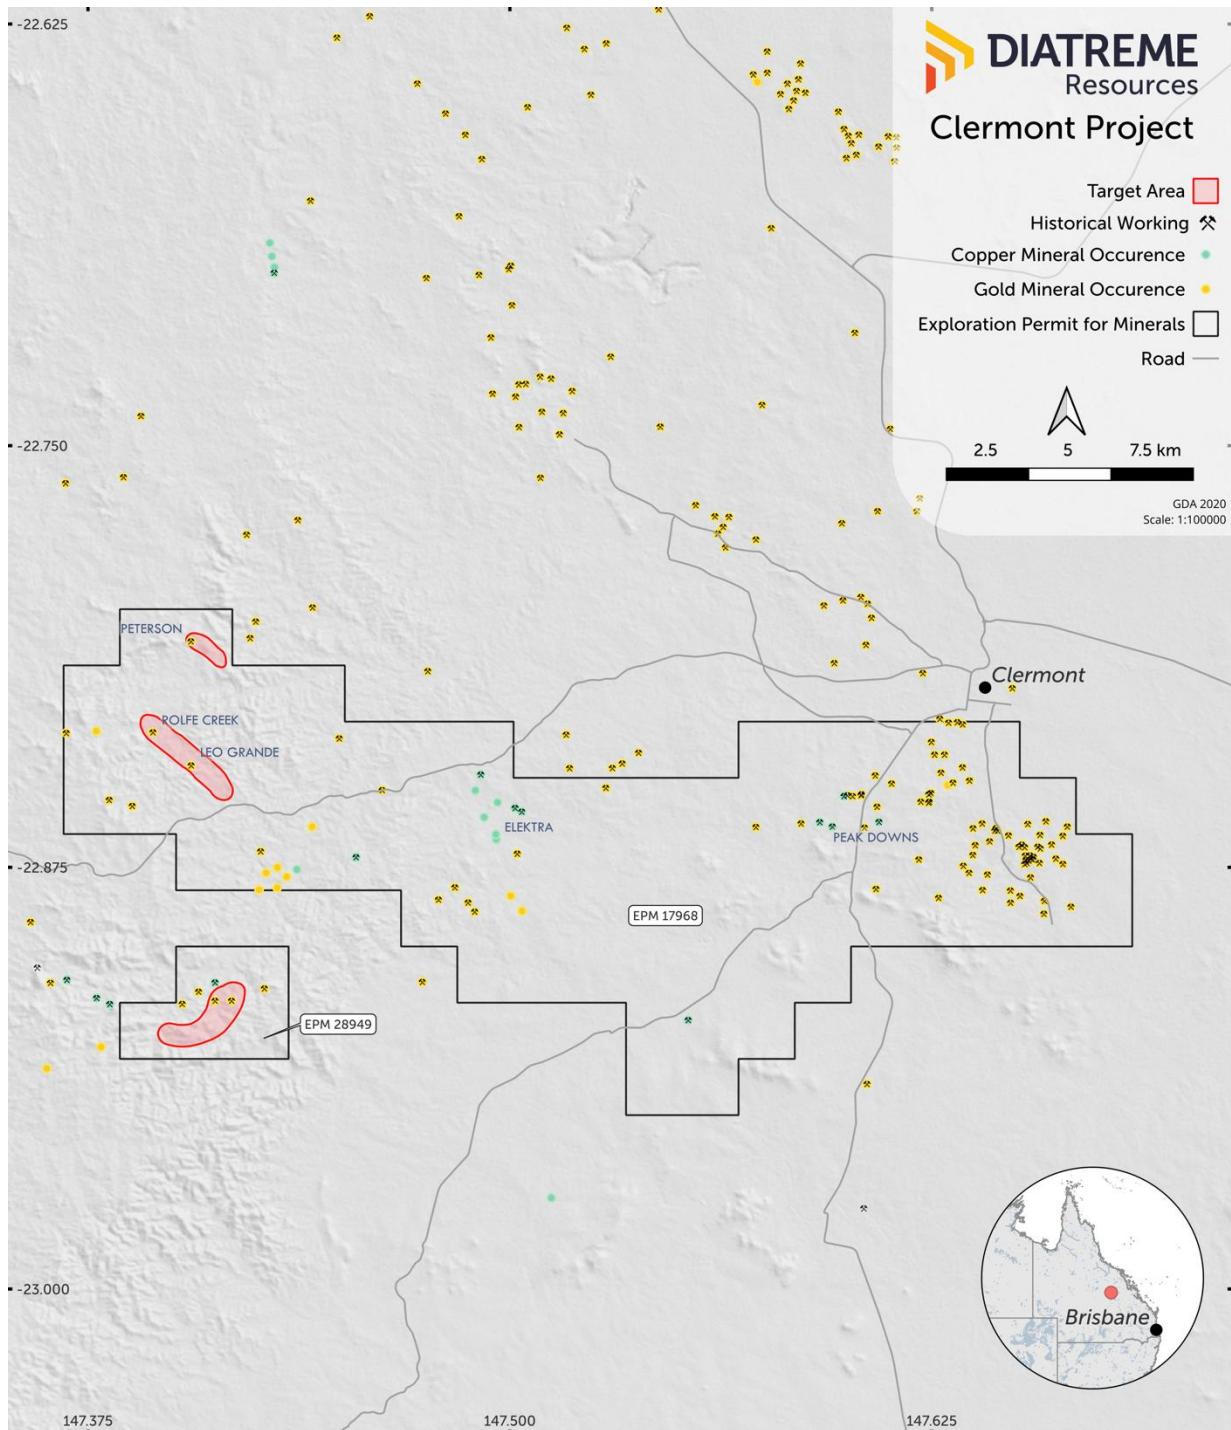 -22.625
DIATREME
Resources
Clermont Project
Target Area
Historical Working
Copper Mineral Occurence
Gold Mineral Occurence
Exploration Permit for Minerals
Road
2.5 5 7.5 km
GDA 2020
Scale: 1:100000
-22.750
PETERSON
Clermont
ROLFE CREEK
LEO GRANDE
ELEKTRA
PEAK DOWNS
-22.875
EPM 17968
EPM 28949
-23.000
Brisbane
147.375 147.500 147.625